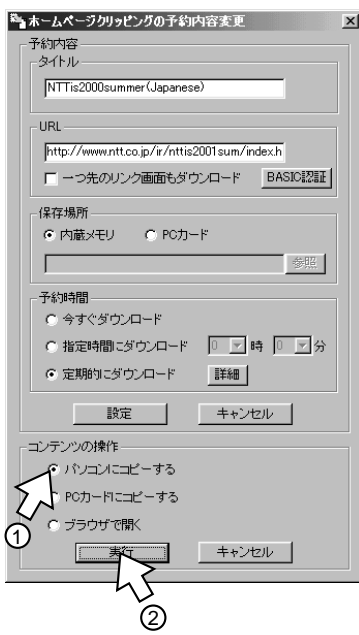 ホームページクリッピングの予約内容変更
予約内容
タイトル
NTTis2000summer(Japanese)
URL
http://www.ntt.co.jp/ir/nttis2001sum/index.h
一つ先のリンク画面もダウンロード BASIC認証
保存場所
内蔵メモリ PCカード
参照
予約時間
今すぐダウンロード
指定時間にダウンロード 0 時 0 分
定期的にダウンロード 詳細
設定 キャンセル
コンテンツの操作
パソコンにコピーする
PCカードにコピーする
①
ブラウザで開く
実行 キャンセル
②